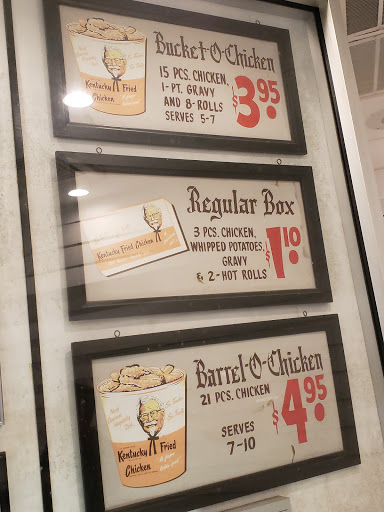 Bucket-O-Chicken
15 PCS. CHICKEN,
1-PT. GRAVY
AND 8-ROLLS
SERVES 5-7
$3.95
Kentucky Fried
Chicken
Regular Box
3 PCS. CHICKEN,
WHIPPED POTATOES,
GRAVY
& 2-HOT ROLLS
$1.10
Kentucky Fried Chicken
Barrel-O-Chicken
21 PCS. CHICKEN
SERVES
7-10
$4.95
Kentucky Fried
Chicken